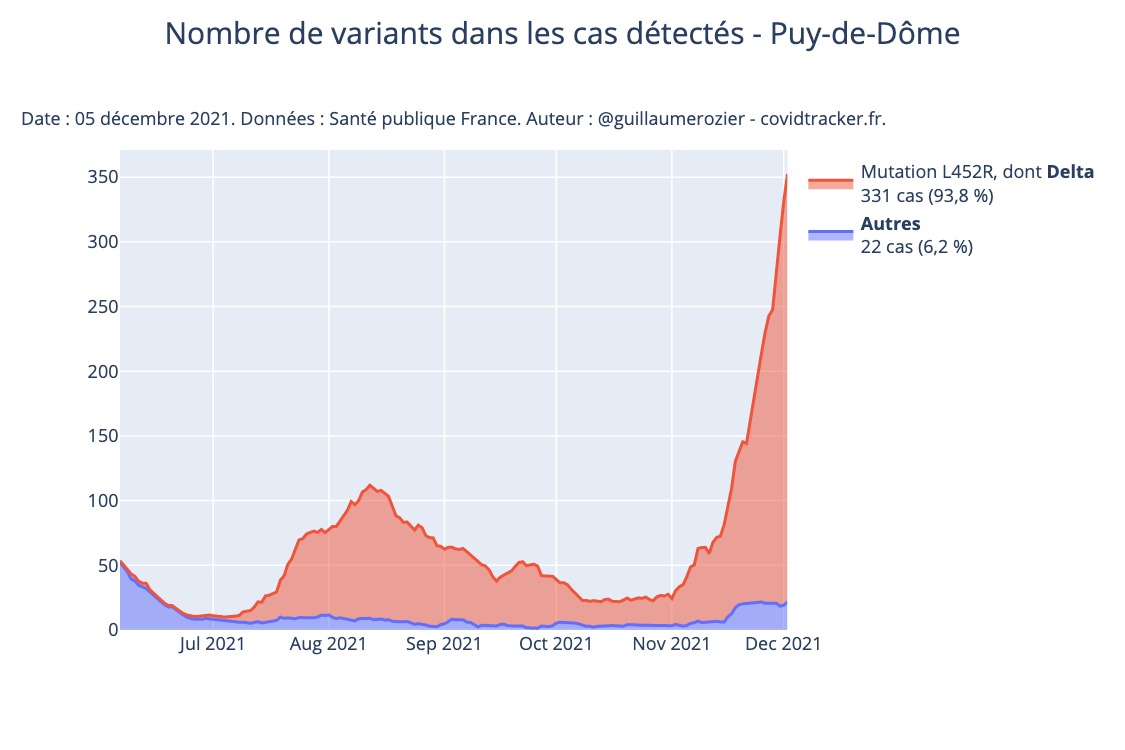 Nombre de variants dans les cas détectés - Puy-de-Dôme
Date : 05 décembre 2021. Données : Santé publique France. Auteur : @guillaumerozier - covidtracker.fr.
Mutation L452R, dont Delta
331 cas (93,8 %)
Autres
22 cas (6,2 %)
350
300
250
200
150
100
50
0
Jul 2021
Aug 2021
Sep 2021
Oct 2021
Nov 2021
Dec 2021